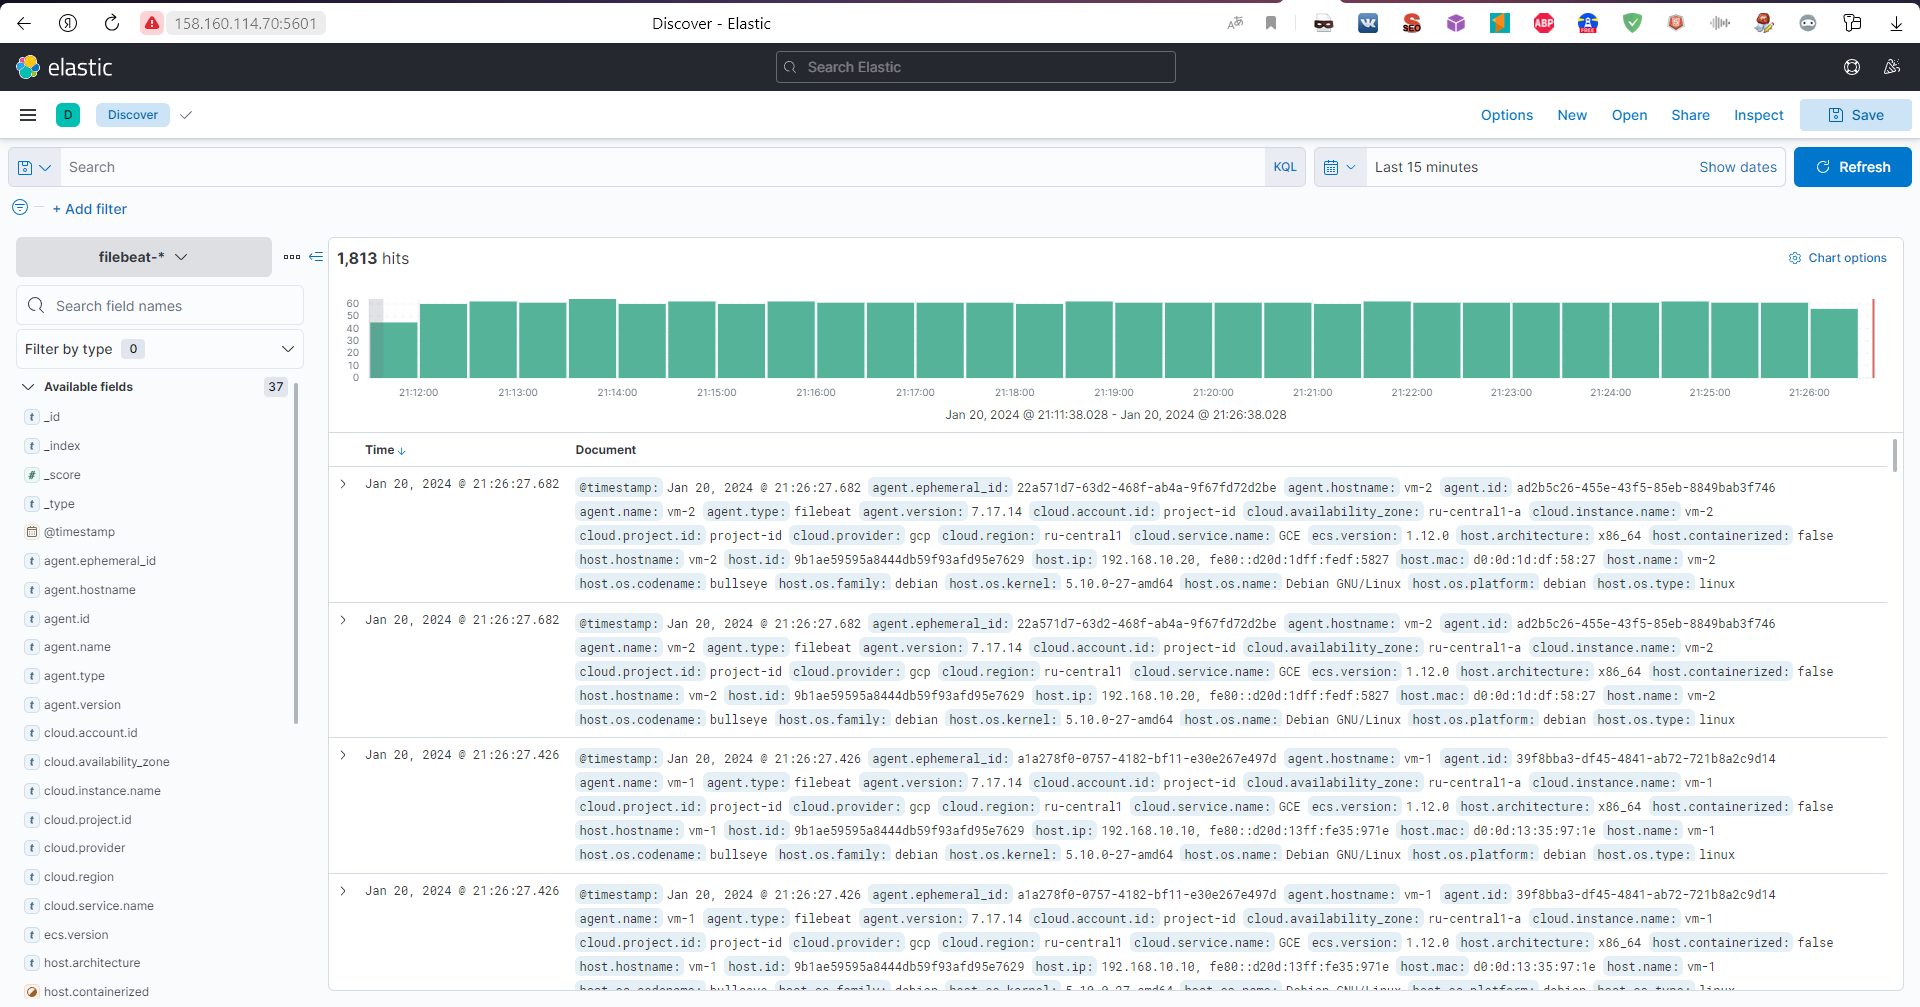 158.160.114.70:5601
Discover - Elastic
elastic
Search Elastic
D Discover
Options New Open Share Inspect Save
Search KQL
Last 15 minutes Show dates Refresh
+ Add filter
filebeat-*
Search field names
Filter by type 0
Available fields 37
t _id
t _index
# _score
t _type
@timestamp
t agent.ephemeral_id
t agent.hostname
t agent.id
t agent.name
t agent.type
t agent.version
t cloud.account.id
t cloud.availability_zone
t cloud.instance.name
t cloud.project.id
t cloud.provider
t cloud.region
t cloud.service.name
t ecs.version
t host.architecture
host.containerized
1,813 hits
Chart options
60
50
40
30
20
10
0
21:12:00 21:13:00 21:14:00 21:15:00 21:16:00 21:17:00 21:18:00 21:19:00 21:20:00 21:21:00 21:22:00 21:23:00 21:24:00 21:25:00 21:26:00
Jan 20, 2024 @ 21:11:38.028 - Jan 20, 2024 @ 21:26:38.028
Time Document
Jan 20, 2024 @ 21:26:27.682
@timestamp: Jan 20, 2024 @ 21:26:27.682 agent.ephemeral_id: 22a571d7-63d2-468f-ab4a-9f67fd72d2be agent.hostname: vm-2 agent.id: ad2b5c26-455e-43f5-85eb-8849bab3f746
agent.name: vm-2 agent.type: filebeat agent.version: 7.17.14 cloud.account.id: project-id cloud.availability_zone: ru-central1-a cloud.instance.name: vm-2
cloud.project.id: project-id cloud.provider: gcp cloud.region: ru-central1 cloud.service.name: GCE ecs.version: 1.12.0 host.architecture: x86_64 host.containerized: false
host.hostname: vm-2 host.id: 9b1ae59595a8444db59f93afd95e7629 host.ip: 192.168.10.20, fe80::d20d:1dff:fedf:5827 host.mac: d0:0d:1d:df:58:27 host.name: vm-2
host.os.codename: bullseye host.os.family: debian host.os.kernel: 5.10.0-27-amd64 host.os.name: Debian GNU/Linux host.os.platform: debian host.os.type: linux
Jan 20, 2024 @ 21:26:27.682
@timestamp: Jan 20, 2024 @ 21:26:27.682 agent.ephemeral_id: 22a571d7-63d2-468f-ab4a-9f67fd72d2be agent.hostname: vm-2 agent.id: ad2b5c26-455e-43f5-85eb-8849bab3f746
agent.name: vm-2 agent.type: filebeat agent.version: 7.17.14 cloud.account.id: project-id cloud.availability_zone: ru-central1-a cloud.instance.name: vm-2
cloud.project.id: project-id cloud.provider: gcp cloud.region: ru-central1 cloud.service.name: GCE ecs.version: 1.12.0 host.architecture: x86_64 host.containerized: false
host.hostname: vm-2 host.id: 9b1ae59595a8444db59f93afd95e7629 host.ip: 192.168.10.20, fe80::d20d:1dff:fedf:5827 host.mac: d0:0d:1d:df:58:27 host.name: vm-2
host.os.codename: bullseye host.os.family: debian host.os.kernel: 5.10.0-27-amd64 host.os.name: Debian GNU/Linux host.os.platform: debian host.os.type: linux
Jan 20, 2024 @ 21:26:27.426
@timestamp: Jan 20, 2024 @ 21:26:27.426 agent.ephemeral_id: a1a278f0-0757-4182-bf11-e30e267e497d agent.hostname: vm-1 agent.id: 39f8bba3-df45-4841-ab72-721b8a2c9d14
agent.name: vm-1 agent.type: filebeat agent.version: 7.17.14 cloud.account.id: project-id cloud.availability_zone: ru-central1-a cloud.instance.name: vm-1
cloud.project.id: project-id cloud.provider: gcp cloud.region: ru-central1 cloud.service.name: GCE ecs.version: 1.12.0 host.architecture: x86_64 host.containerized: false
host.hostname: vm-1 host.id: 9b1ae59595a8444db59f93afd95e7629 host.ip: 192.168.10.10, fe80::d20d:13ff:fe35:971e host.mac: d0:0d:13:35:97:1e host.name: vm-1
host.os.codename: bullseye host.os.family: debian host.os.kernel: 5.10.0-27-amd64 host.os.name: Debian GNU/Linux host.os.platform: debian host.os.type: linux
Jan 20, 2024 @ 21:26:27.426
@timestamp: Jan 20, 2024 @ 21:26:27.426 agent.ephemeral_id: a1a278f0-0757-4182-bf11-e30e267e497d agent.hostname: vm-1 agent.id: 39f8bba3-df45-4841-ab72-721b8a2c9d14
agent.name: vm-1 agent.type: filebeat agent.version: 7.17.14 cloud.account.id: project-id cloud.availability_zone: ru-central1-a cloud.instance.name: vm-1
cloud.project.id: project-id cloud.provider: gcp cloud.region: ru-central1 cloud.service.name: GCE ecs.version: 1.12.0 host.architecture: x86_64 host.containerized: false
host.hostname: vm-1 host.id: 9b1ae59595a8444db59f93afd95e7629 host.ip: 192.168.10.10, fe80::d20d:13ff:fe35:971e host.mac: d0:0d:13:35:97:1e host.name: vm-1